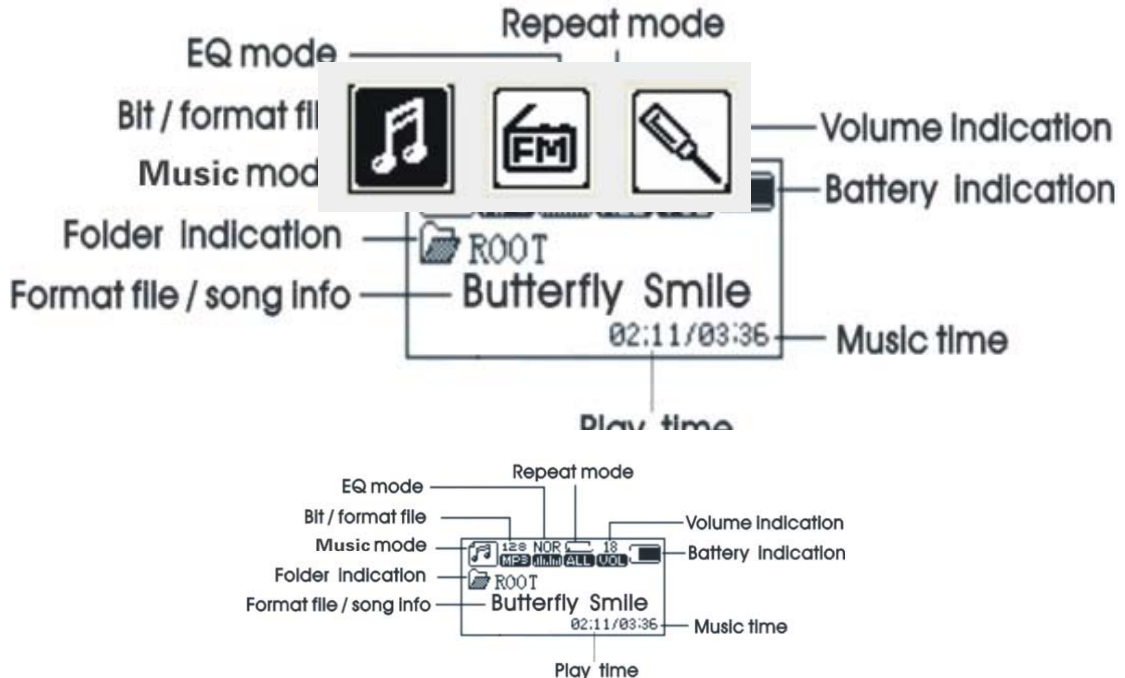 Repeat mode
EQ mode
Bit / format fil
FM
Volume indication
Music mod
Battery indication
Folder indication
ROOT
Format file / song info
Butterfly Smile
02:11/03:36
Music time
Play time
Repeat mode
EQ mode
Bit / format file
Volume indication
Music mode
128 NOR 18
MP3 ALL VOL
Battery indication
Folder indication
ROOT
Format file / song info
Butterfly Smile
02:11/03:36
Music time
Play time